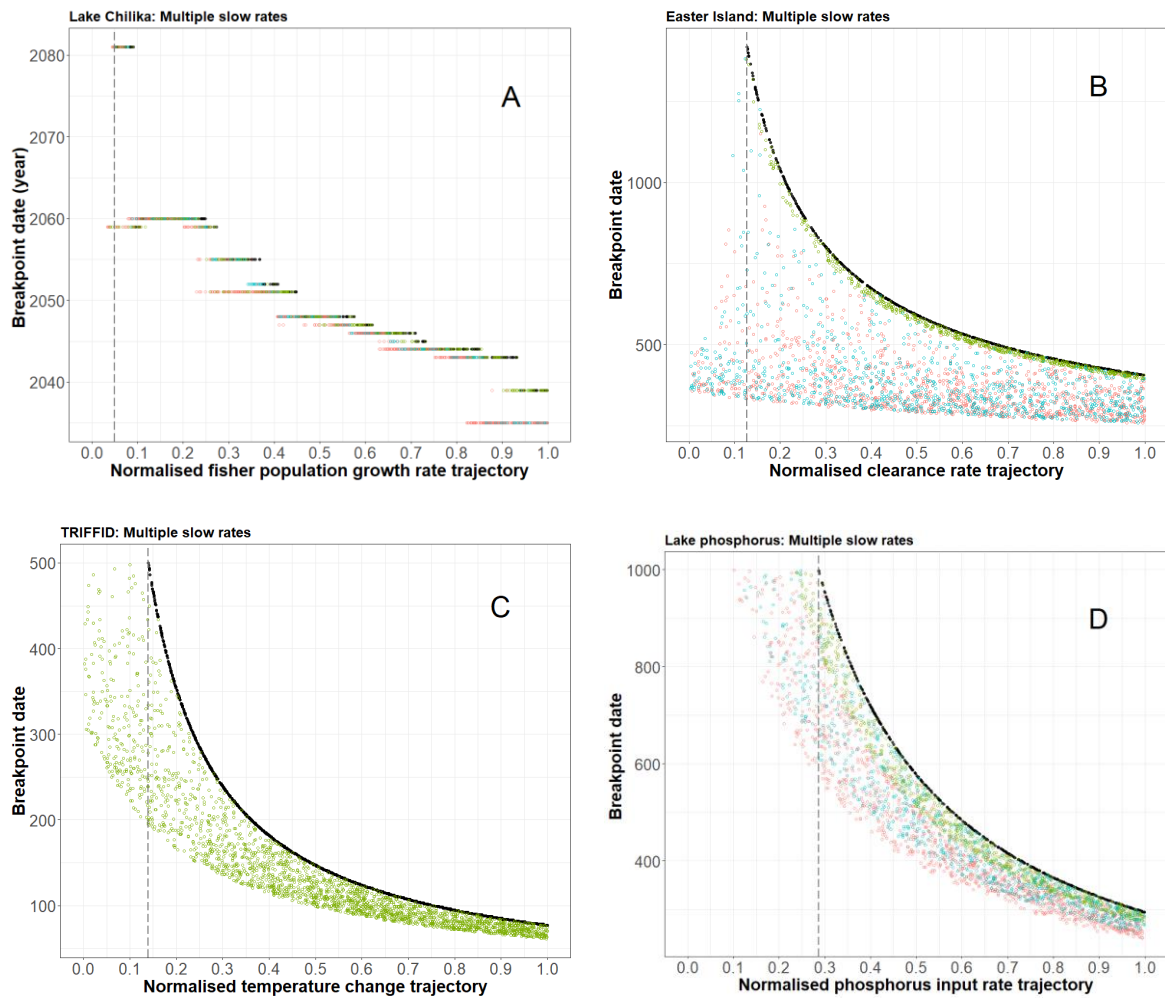 Lake Chilika: Multiple slow rates
A
Breakpoint date (year)
2080
2070
2060
2050
2040
0.0 0.1 0.2 0.3 0.4 0.5 0.6 0.7 0.8 0.9 1.0
Normalised fisher population growth rate trajectory
Easter Island: Multiple slow rates
B
Breakpoint date
1000
500
0.0 0.1 0.2 0.3 0.4 0.5 0.6 0.7 0.8 0.9 1.0
Normalised clearance rate trajectory
TRIFFID: Multiple slow rates
C
Breakpoint date
500
400
300
200
100
0.0 0.1 0.2 0.3 0.4 0.5 0.6 0.7 0.8 0.9 1.0
Normalised temperature change trajectory
Lake phosphorus: Multiple slow rates
D
Breakpoint date
1000
800
600
400
0.0 0.1 0.2 0.3 0.4 0.5 0.6 0.7 0.8 0.9 1.0
Normalised phosphorus input rate trajectory